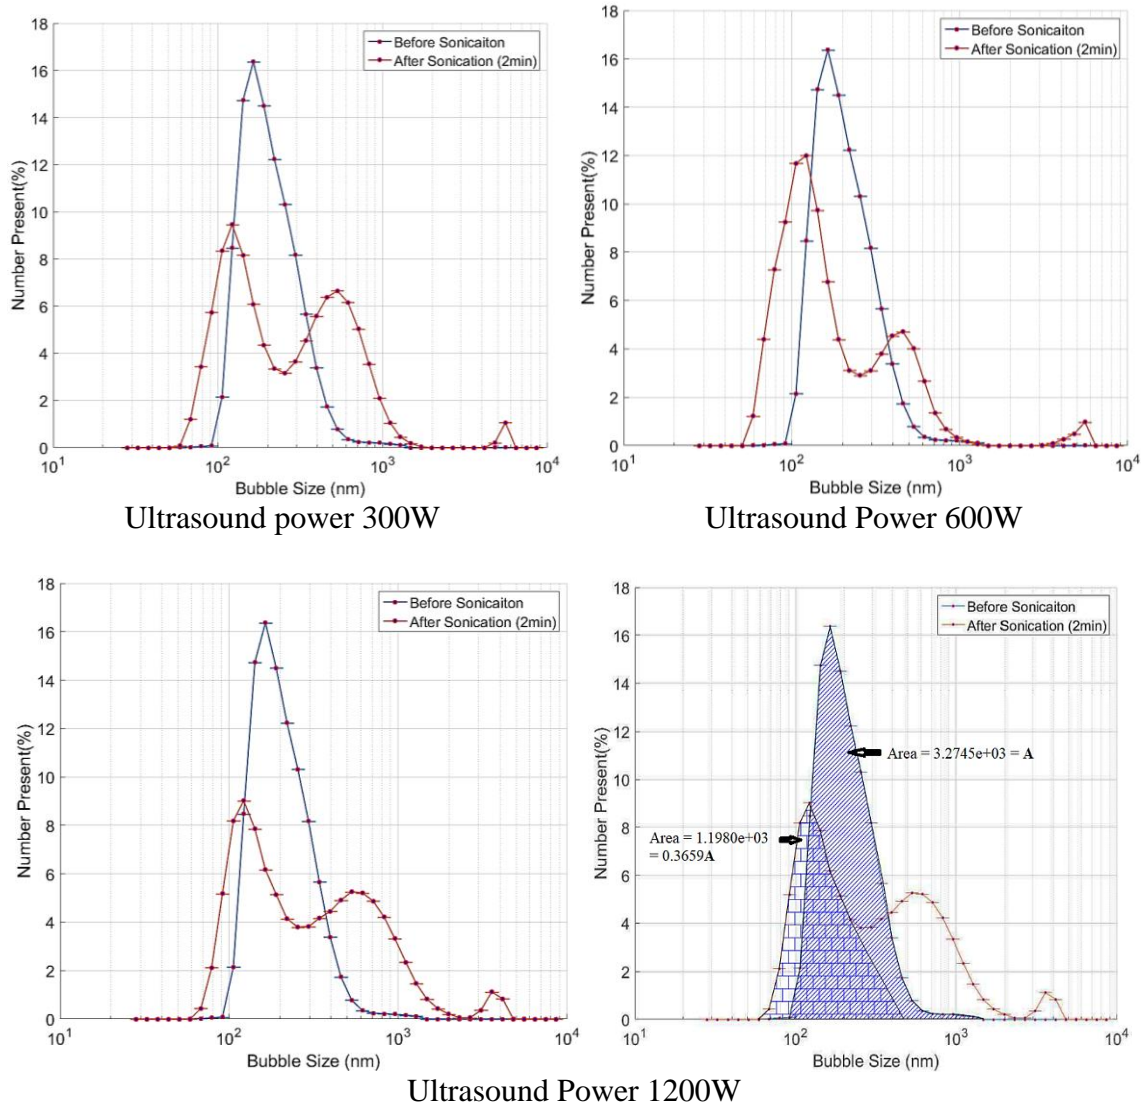 18
16
14
12
10
8
6
4
2
0
Number Present(%)
Before Sonicaiton
After Sonication (2min)
10^1
10^2
10^3
10^4
Bubble Size (nm)
Ultrasound power 300W
18
16
14
12
10
8
6
4
2
0
Number Present(%)
Before Sonicaiton
After Sonication (2min)
10^1
10^2
10^3
10^4
Bubble Size (nm)
Ultrasound Power 600W
18
16
14
12
10
8
6
4
2
0
Number Present(%)
Before Sonicaiton
After Sonication (2min)
10^1
10^2
10^3
10^4
Bubble Size (nm)
18
16
14
12
10
8
6
4
2
0
Number Present(%)
Before Sonicaiton
After Sonication (2min)
Area = 3.2745e+03 = A
Area = 1.1980e+03
= 0.3659A
10^1
10^2
10^3
10^4
Bubble Size (nm)
Ultrasound Power 1200W